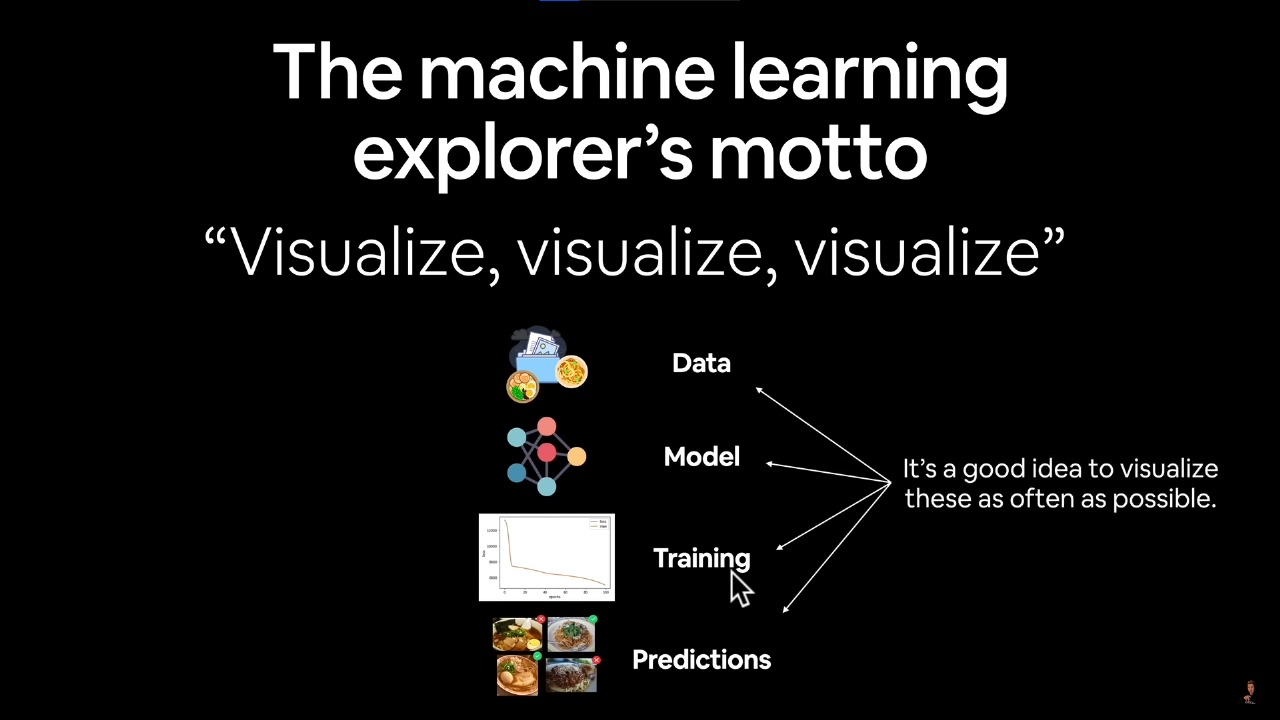 The machine learning
explorer’s motto
“Visualize, visualize, visualize”
Data
Model
It’s a good idea to visualize
these as often as possible.
Training
Predictions